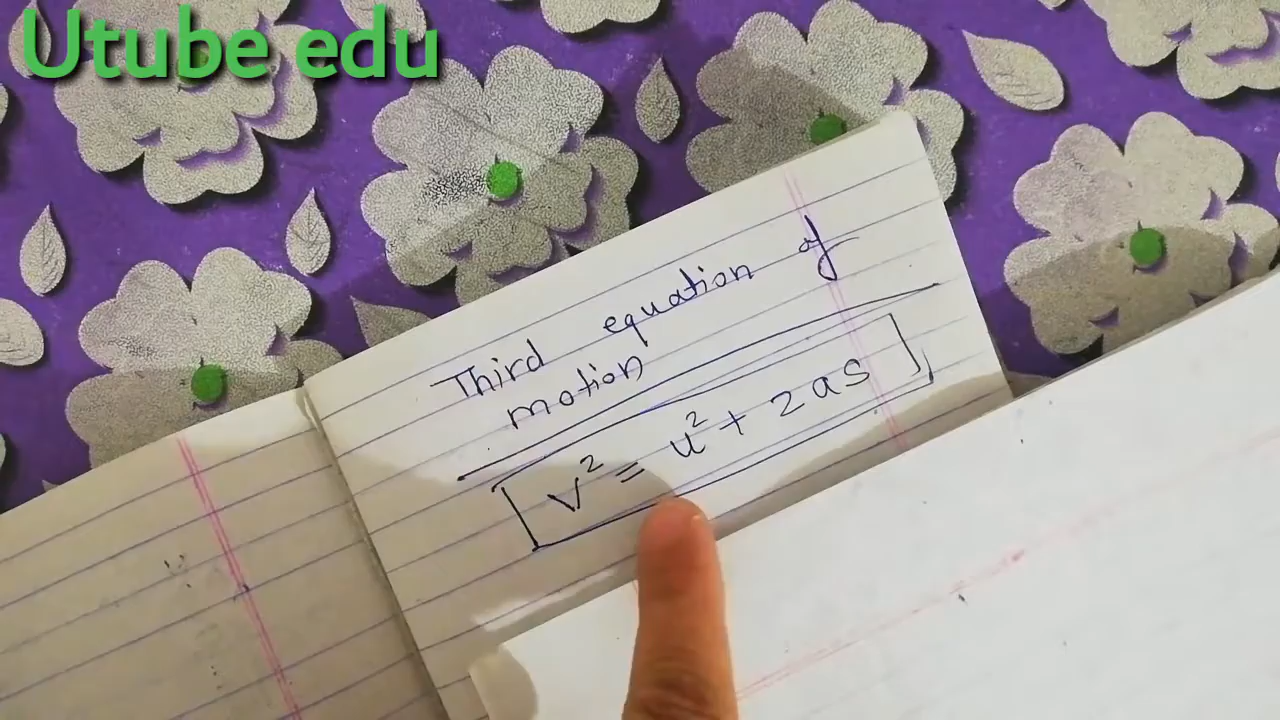 Utube edu
Third equation of
motion
v² = u² + 2as